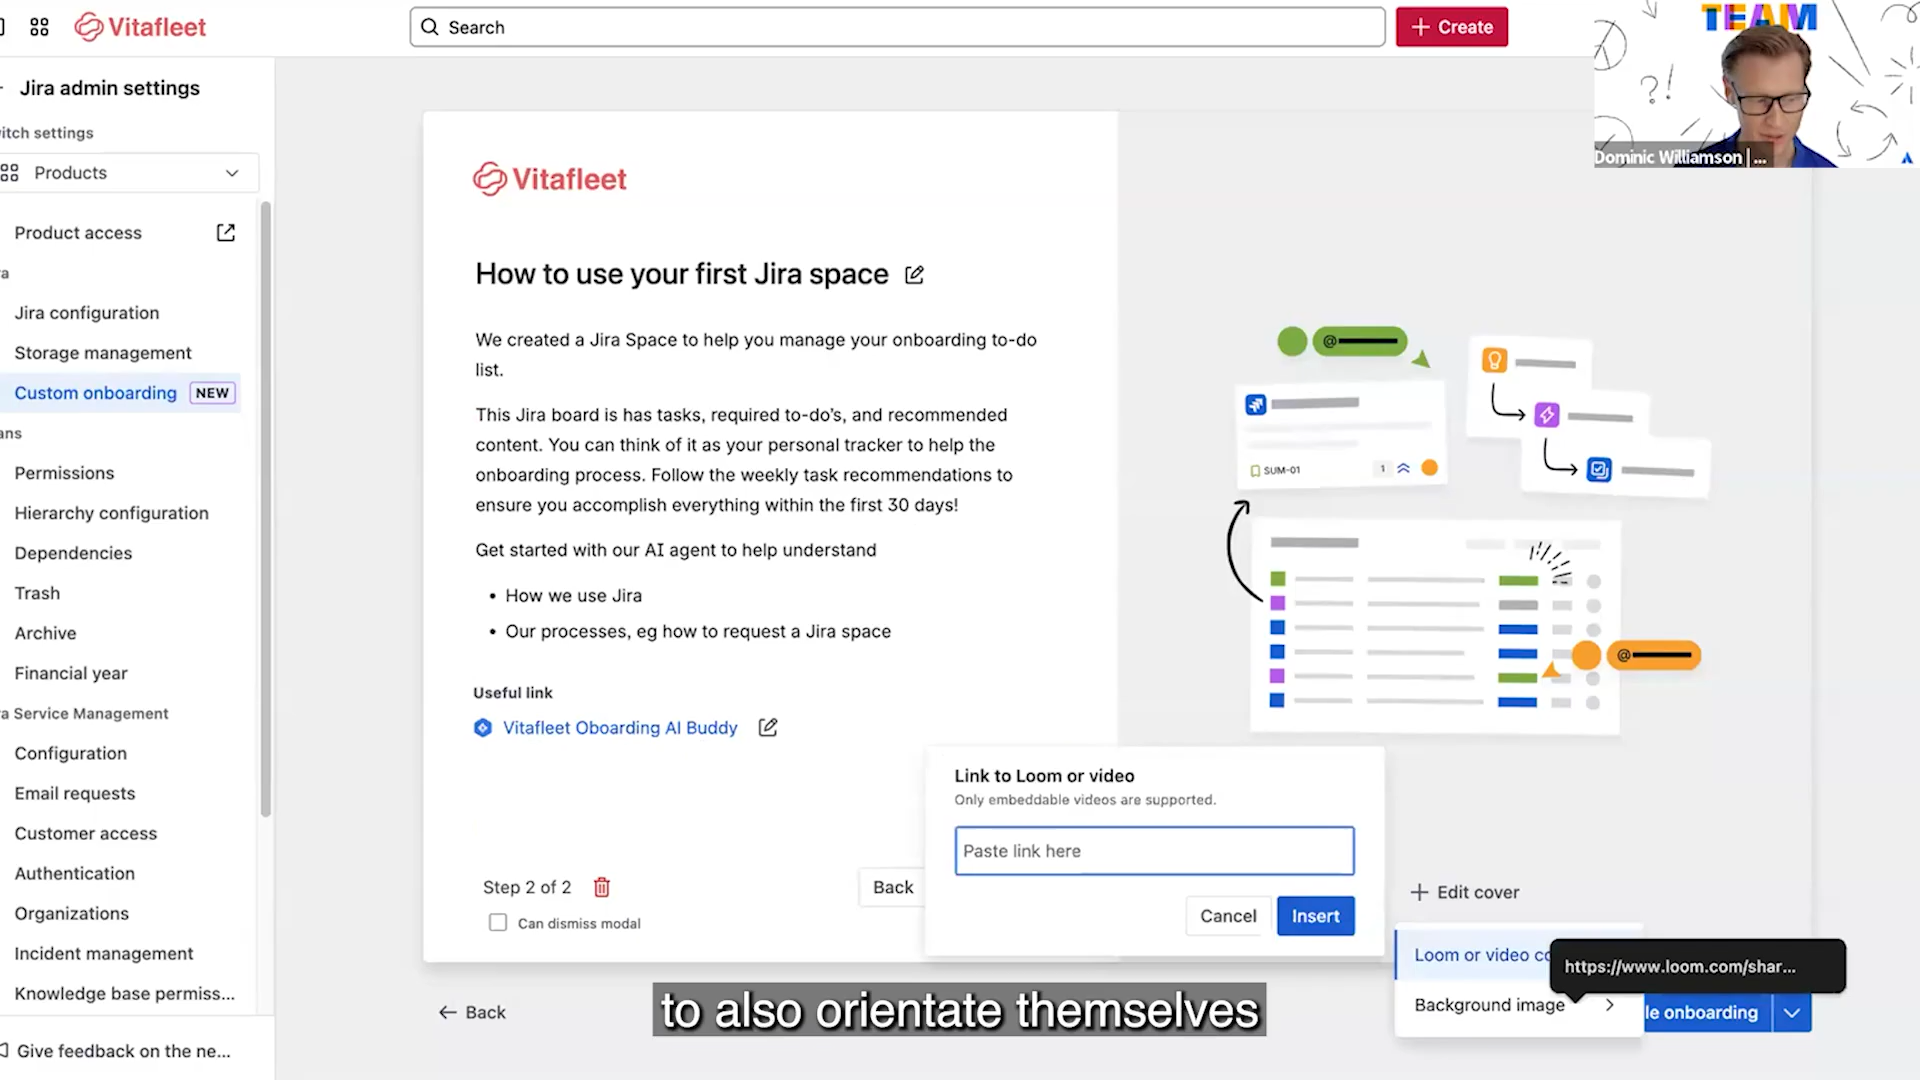 Vitafleet
Search
+ Create
TEAM
?!
Dominic Williamson | ...
Jira admin settings
itch settings
Products
Product access
a
Jira configuration
Storage management
Custom onboarding NEW
ans
Permissions
Hierarchy configuration
Dependencies
Trash
Archive
Financial year
a Service Management
Configuration
Email requests
Customer access
Authentication
Organizations
Incident management
Knowledge base permiss...
Give feedback on the ne...
Vitafleet
How to use your first Jira space
We created a Jira Space to help you manage your onboarding to-do
list.
This Jira board is has tasks, required to-do's, and recommended
content. You can think of it as your personal tracker to help the
onboarding process. Follow the weekly task recommendations to
ensure you accomplish everything within the first 30 days!
Get started with our AI agent to help understand
• How we use Jira
• Our processes, eg how to request a Jira space
Useful link
Vitafleet Oboarding AI Buddy
Step 2 of 2
Can dismiss modal
Back
@
SUM-01
1
@
Link to Loom or video
Only embeddable videos are supported.
Paste link here
Cancel
Insert
+ Edit cover
Loom or video co
https://www.loom.com/shar...
Background image
le onboarding
← Back
to also orientate themselves